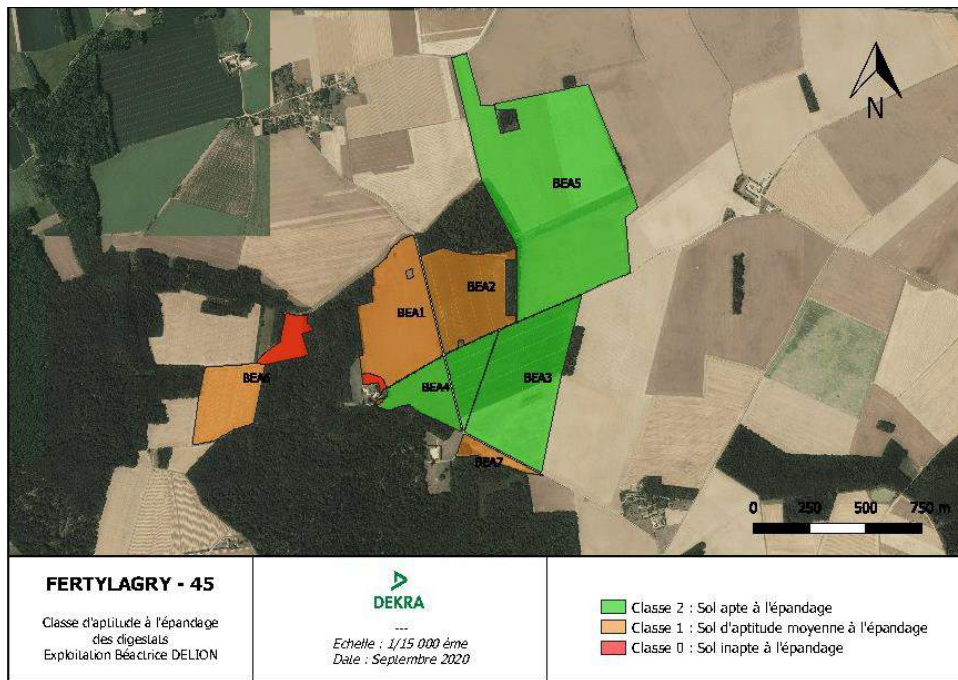 N
BEA5
BEA2
BEA1
BEA6
BEA4
BEA3
BEA7
0 250 500 750 m
FERTYLAGRY - 45
Classe d'aptitude à l'épandage
des digestats
Exploitation Béactrice DELION
DEKRA
---
Echelle : 1/15 000 ème
Date : Septembre 2020
Classe 2 : Sol apte à l'épandage
Classe 1 : Sol d'aptitude moyenne à l'épandage
Classe 0 : Sol inapte à l'épandage